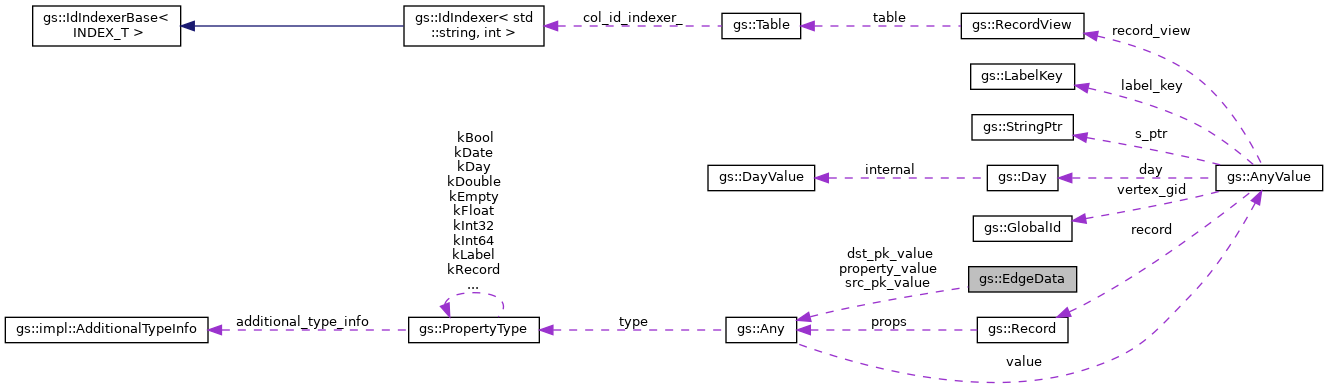 gs::IdIndexerBase<
INDEX_T >
gs::IdIndexer< std
::string, int >
col_id_indexer_
gs::Table
table
gs::RecordView
record_view
gs::LabelKey
label_key
gs::StringPtr
s_ptr
gs::DayValue
internal
gs::Day
day
gs::AnyValue
vertex_gid
gs::GlobalId
record
kBool
kDate
kDay
kDouble
kEmpty
kFloat
kInt32
kInt64
kLabel
kRecord
...
dst_pk_value
property_value
src_pk_value
gs::EdgeData
gs::impl::AdditionalTypeInfo
additional_type_info
gs::PropertyType
type
gs::Any
props
gs::Record
value